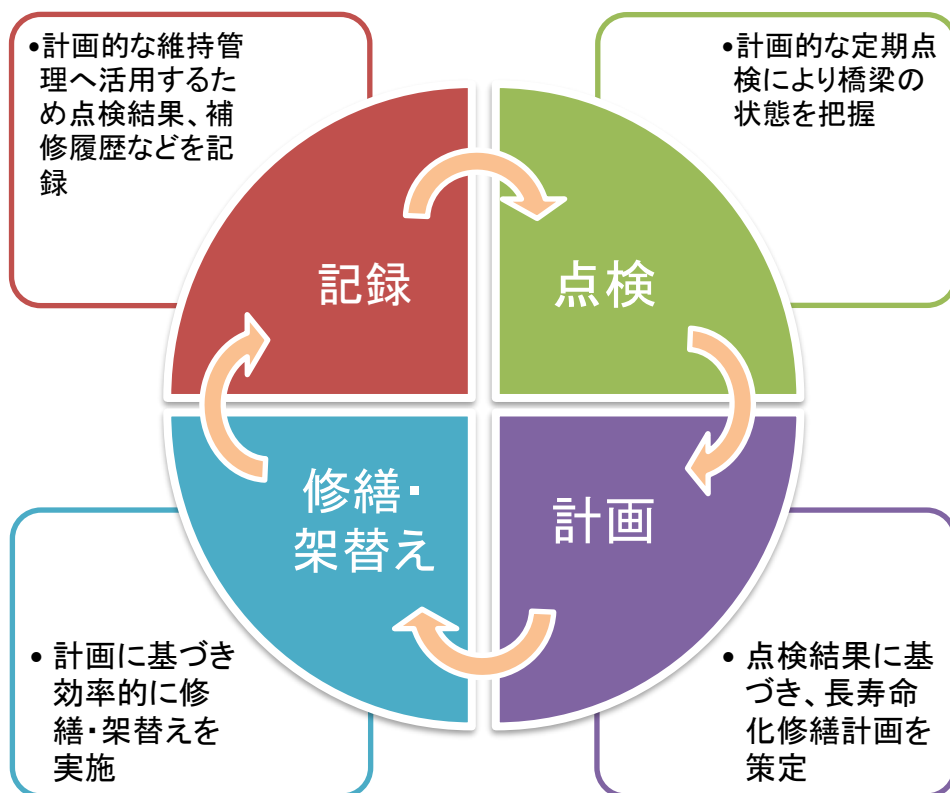 •計画的な維持管
理へ活用するた
め点検結果、補
修履歴などを記
録
•計画的な定期点
検により橋梁の
状態を把握
記録
点検
修繕・
架替え
計画
• 計画に基づき
効率的に修
繕・架替えを
実施
• 点検結果に基
づき、長寿命
化修繕計画を
策定